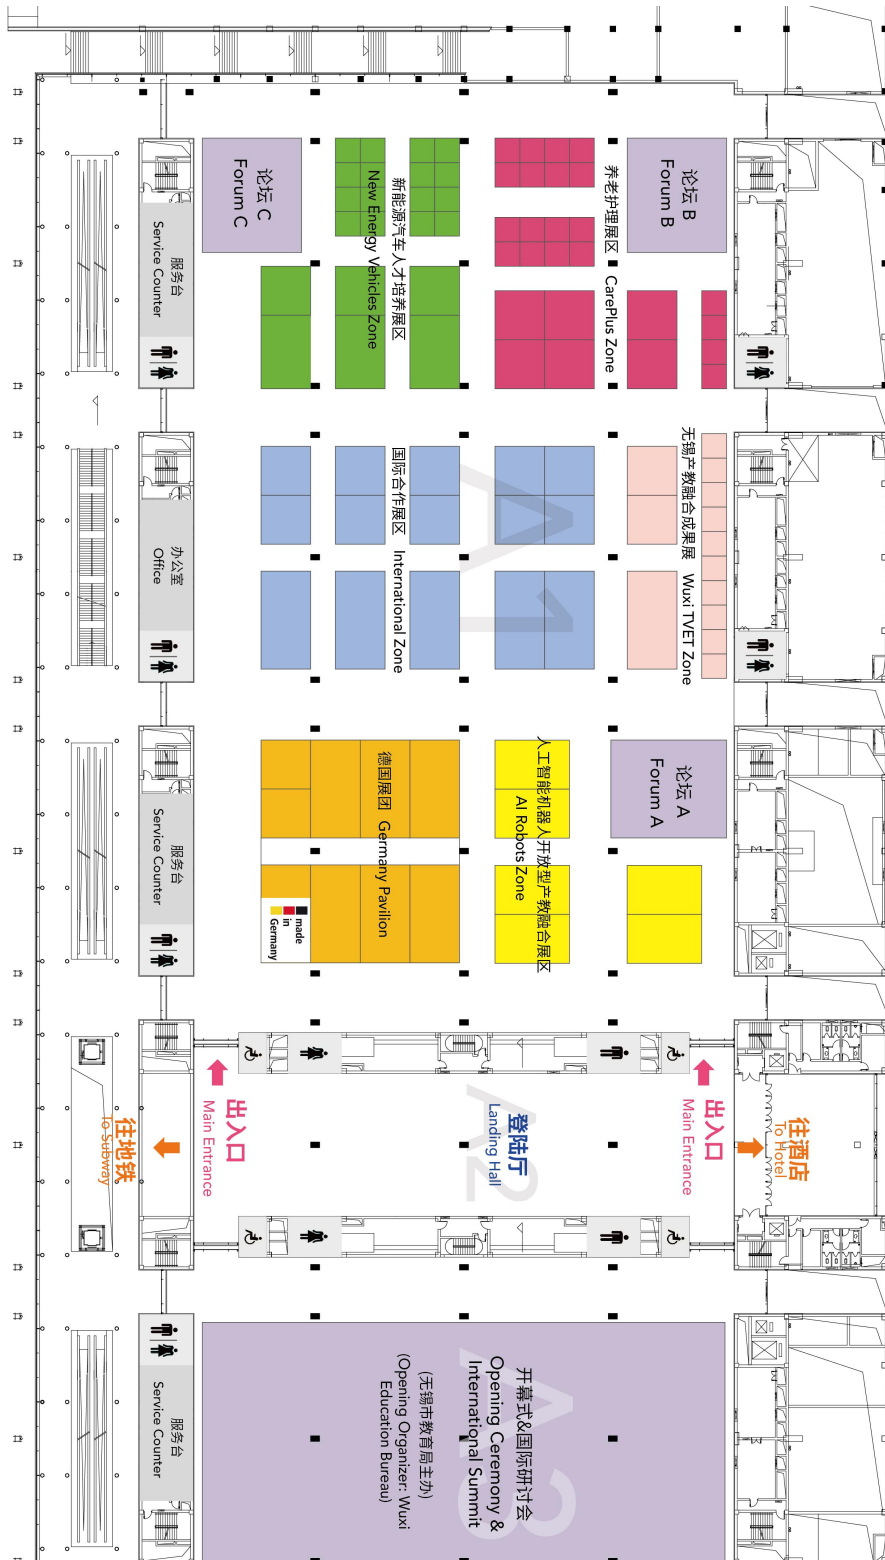 论坛 C
Forum C
新能源汽车人才培养展区
New Energy Vehicles Zone
养老护理展区 CarePlus Zone
论坛 B
Forum B
服务台
Service Counter
A1
国际合作展区 International Zone
无锡产教融合成果展 Wuxi TVET Zone
办公室
Office
德国展团 Germany Pavilion
made
in
Germany
人工智能机器人开放型产教融合展区
AI Robots Zone
论坛 A
Forum A
服务台
Service Counter
出入口
Main Entrance
往地铁
To Subway
A2
登陆厅
Landing Hall
出入口
Main Entrance
往酒店
To Hotel
服务台
Service Counter
A3
开幕式&国际研讨会
Opening Ceremony &
International Summit
(无锡市教育局主办)
(Opening Organizer: Wuxi
Education Bureau)